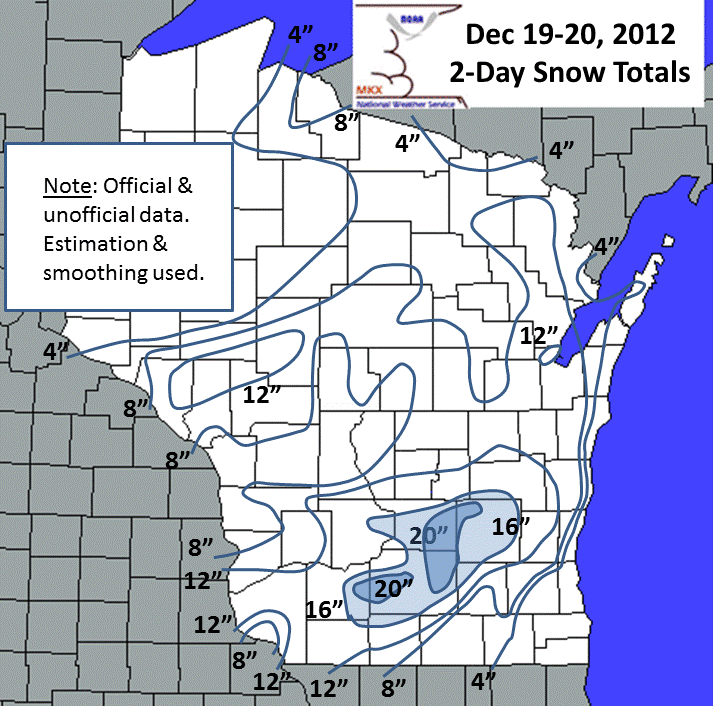 Dec 19-20, 2012
2-Day Snow Totals
NOAA
MKX
National Weather Service
4”
8”
8”
4”
4”
Note: Official &
unofficial data.
Estimation &
smoothing used.
4”
12”
4”
12”
8”
8”
20”
16”
8”
12”
20”
16”
12”
8”
12”
12”
8”
4”